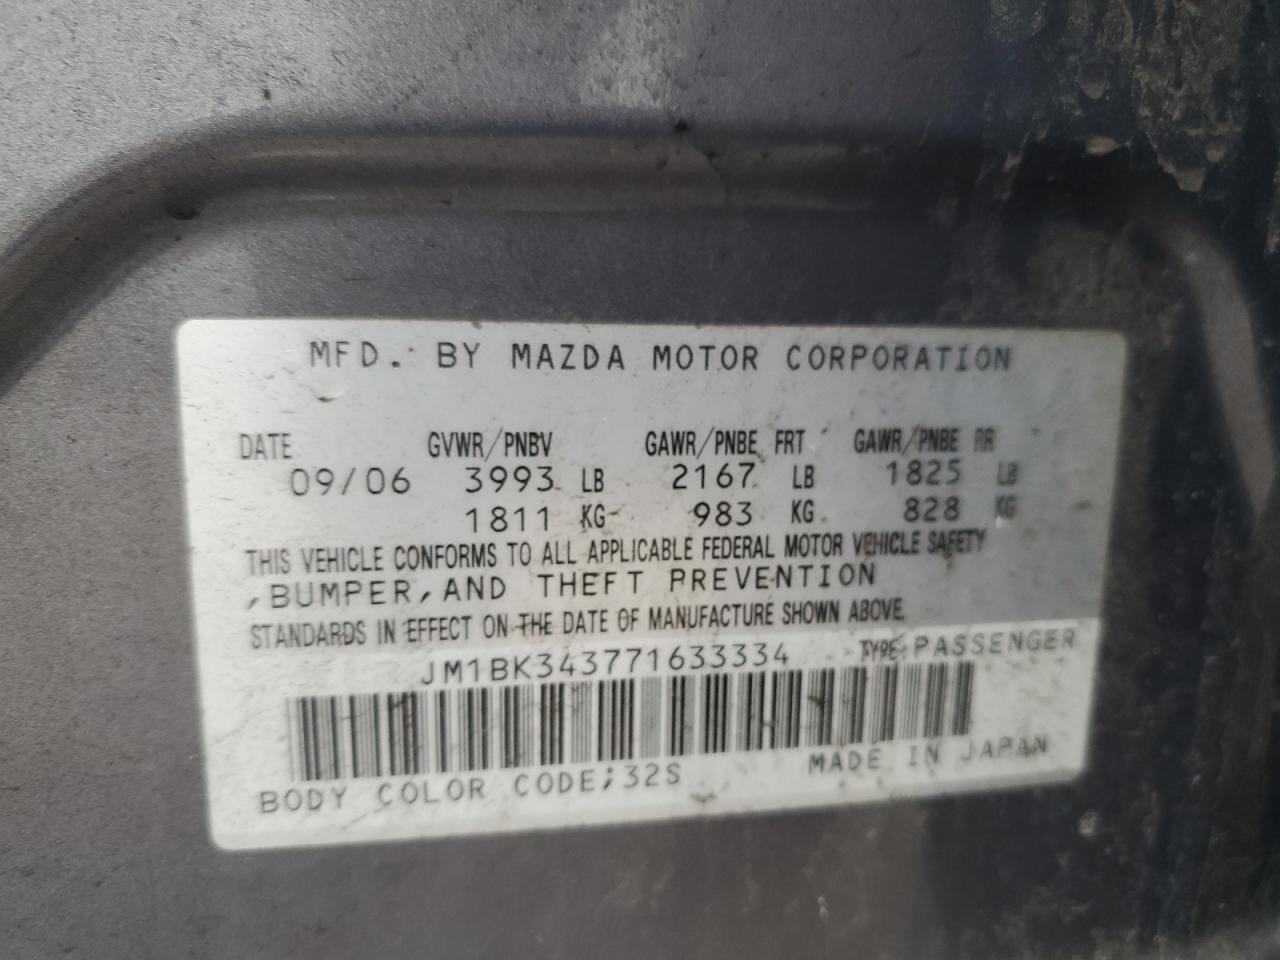 MFD. BY MAZDA MOTOR CORPORATION
DATE GVWR/PNBV GAWR/PNBE FRT GAWR/PNBE RR
09/06 3993 LB 2167 LB 1825 LB
1811 KG 983 KG 828 KG
THIS VEHICLE CONFORMS TO ALL APPLICABLE FEDERAL MOTOR VEHICLE SAFETY
,BUMPER,AND THEFT PREVENTION
STANDARDS IN EFFECT ON THE DATE OF MANUFACTURE SHOWN ABOVE
JM1BK343771633334 TYPE:PASSENGER
BODY COLOR CODE;32S MADE IN JAPAN